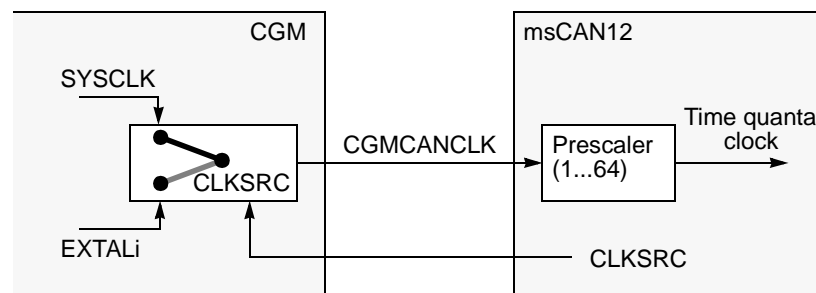 CGM
msCAN12
SYSCLK
CGMCANCLK
Prescaler
(1...64)
Time quanta
clock
CLKSRC
EXTALi
CLKSRC